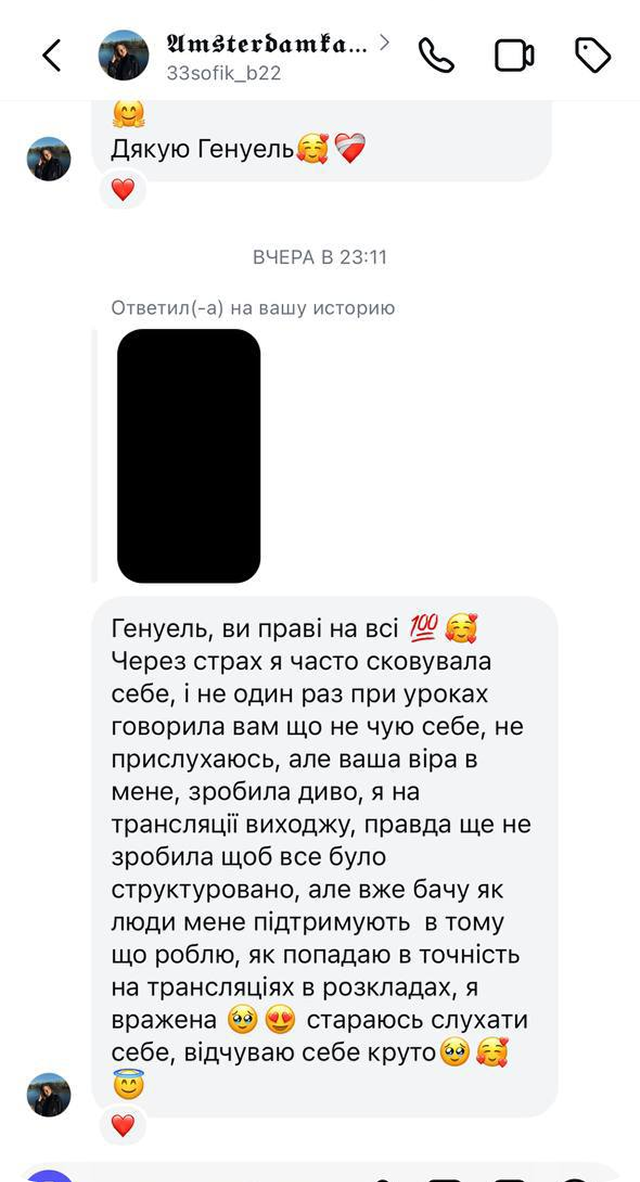 𝕬𝖒𝖘𝖙𝖊𝖗𝖉𝖆𝖒𝖐𝖆...
33sofik_b22
🤗
Дякую Генуель🥰❤️‍🩹
❤️
ВЧЕРА В 23:11
Ответил(-а) на вашу историю
Генуель, ви праві на всі 💯🥰
Через страх я часто сковувала
себе, і не один раз при уроках
говорила вам що не чую себе, не
прислухаюсь, але ваша віра в
мене, зробила диво, я на
трансляції виходжу, правда ще не
зробила щоб все було
структуровано, але вже бачу як
люди мене підтримують  в тому
що роблю, як попадаю в точність
на трансляціях в розкладах, я
вражена 🥹😍 стараюсь слухати
себе, відчуваю себе круто🥹🥰
😇
❤️